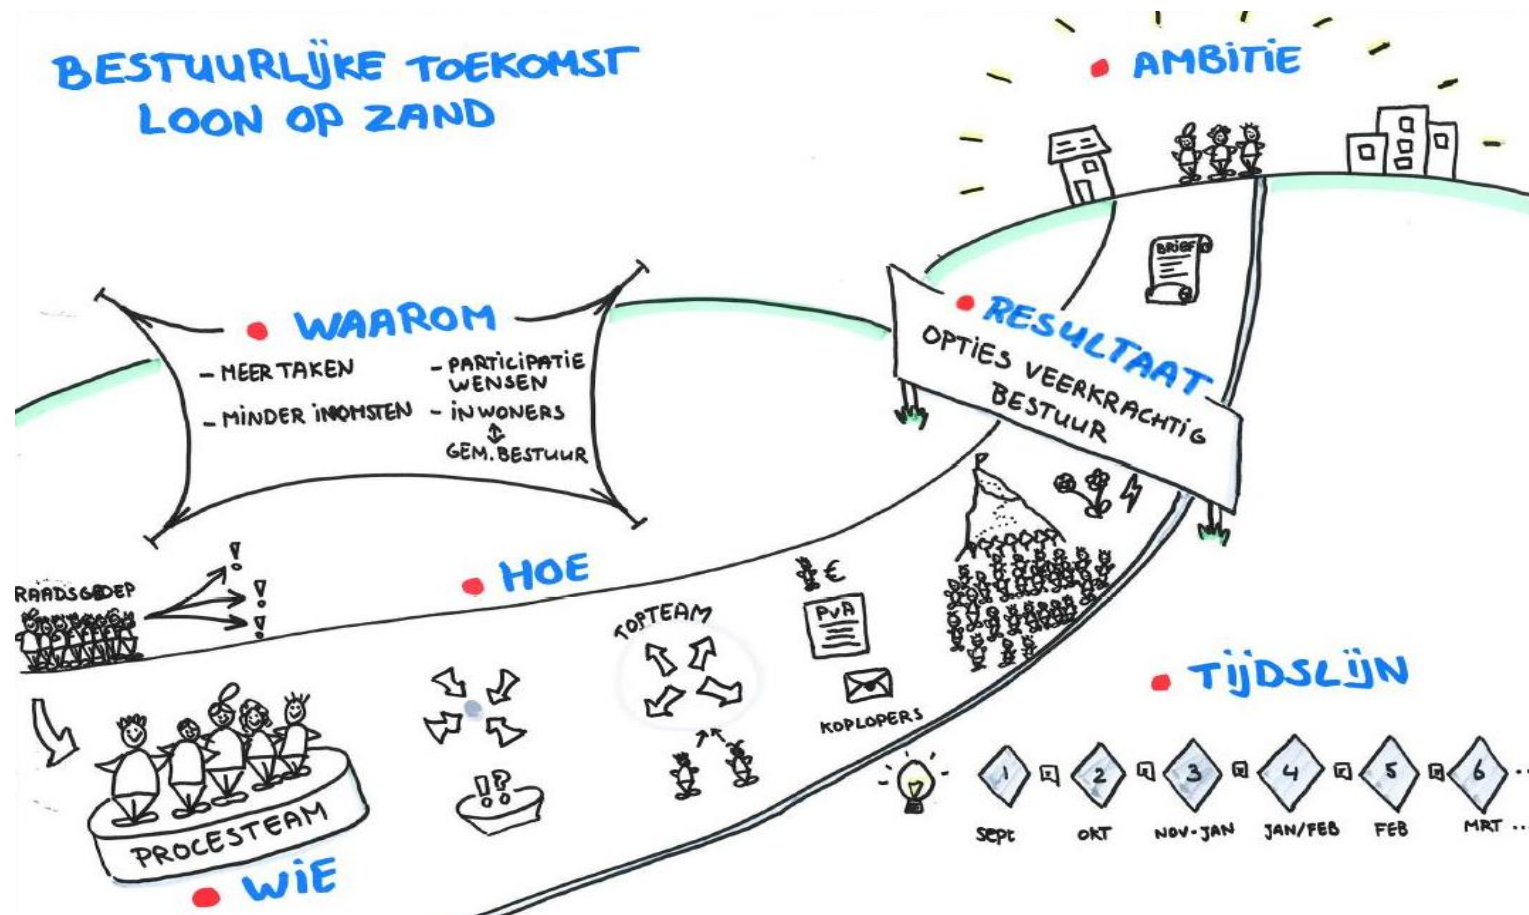 BESTUURLIJKE TOEKOMST
LOON OP ZAND
AMBITIE
BRIEF
RESULTAAT
OPTIES VEERKRACHTIG
BESTUUR
WAAROM
- MEER TAKEN
- MINDER INKOMSTEN
- PARTICIPATIE
WENSEN
- INWONERS
GEM. BESTUUR
RAADSGROEP
! ! !
HOE
TOPTEAM
€
PVA
KOPLOPERS
!?
PROCESTEAM
WIE
TIJDSLIJN
1 2 3 4 5 6 ...
SEPT OKT NOV-JAN JAN/FEB FEB MRT ...